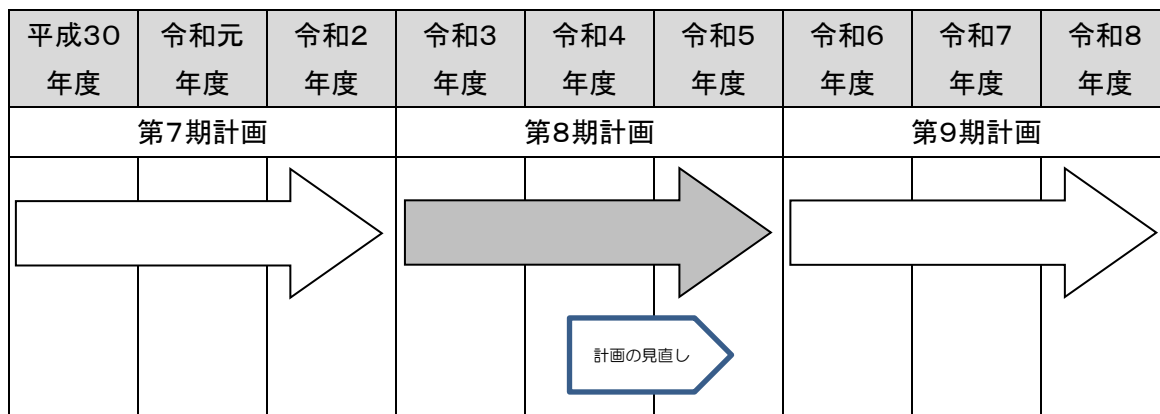 平成30 令和元 令和2 令和3 令和4 令和5 令和6 令和7 令和8
年度 年度 年度 年度 年度 年度 年度 年度 年度
第7期計画 第8期計画 第9期計画
計画の見直し